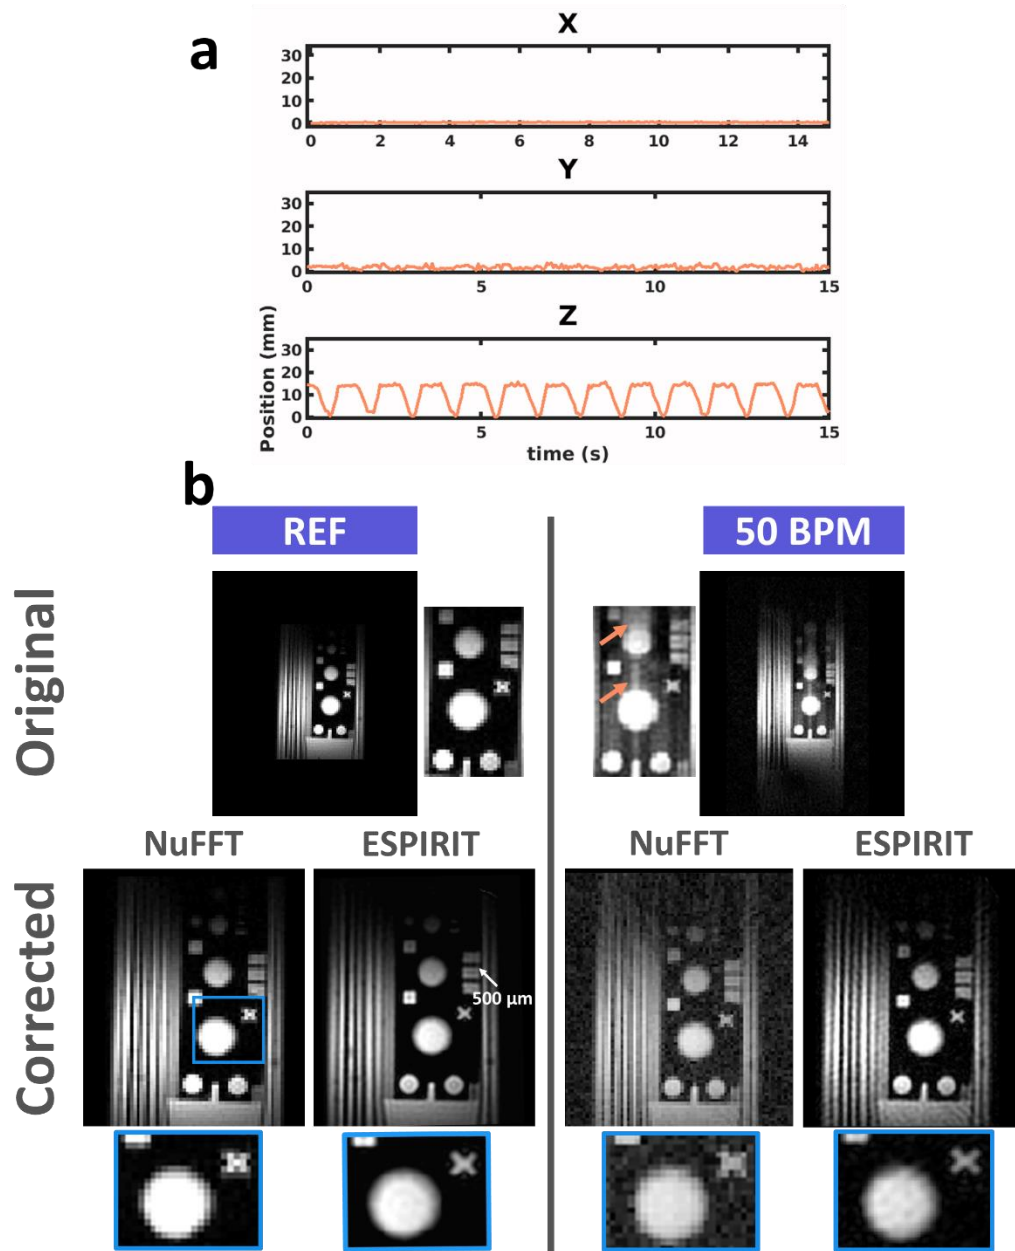 a
X
30
20
10
0
0 2 4 6 8 10 12 14
Y
30
20
10
0
0 5 10 15
Z
Position (mm)
30
20
10
0
0 5 10 15
time (s)
b
REF 50 BPM
Original
NuFFT ESPIRIT NuFFT ESPIRIT
Corrected
500 µm